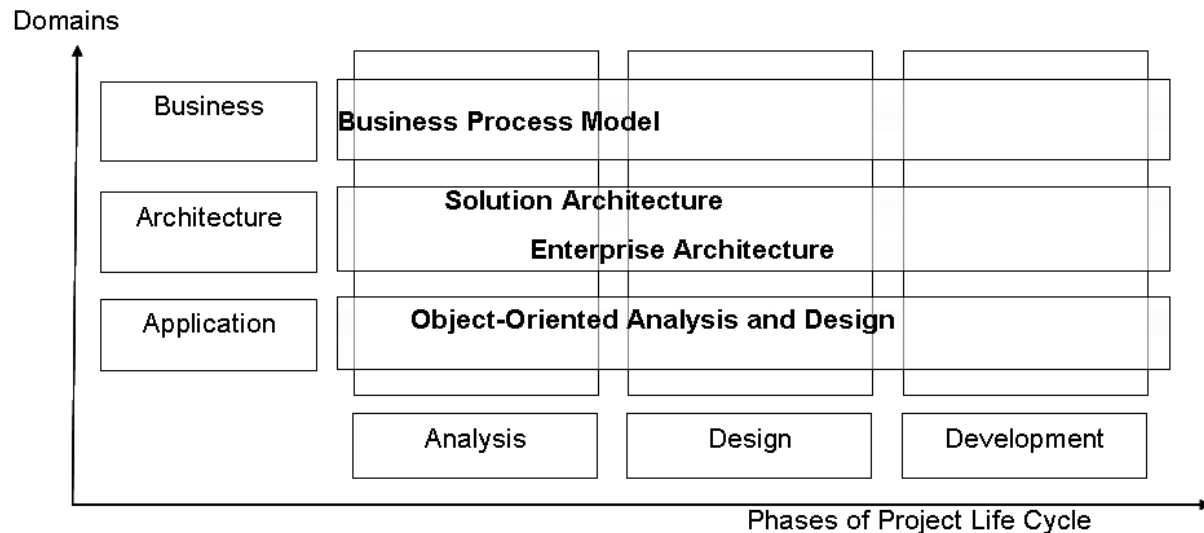 Domains
Business
Business Process Model
Architecture
Solution Architecture
Enterprise Architecture
Application
Object-Oriented Analysis and Design
Analysis
Design
Development
Phases of Project Life Cycle